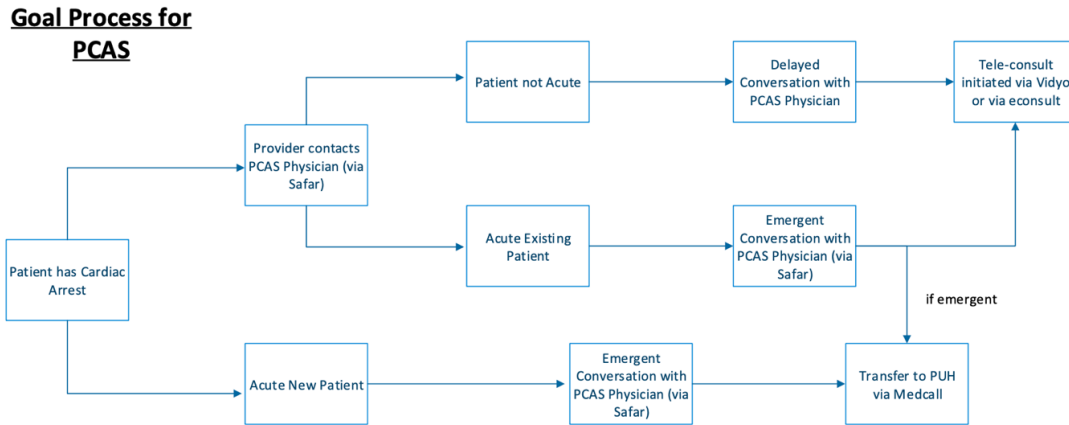 Goal Process for
PCAS
Patient not Acute
Delayed
Conversation with
PCAS Physician
Tele-consult
initiated via Vidyo
or via econsult
Provider contacts
PCAS Physician (via
Safar)
Acute Existing
Patient
Emergent
Conversation with
PCAS Physician (via
Safar)
Patient has Cardiac
Arrest
if emergent
Acute New Patient
Emergent
Conversation with
PCAS Physician (via
Safar)
Transfer to PUH
via Medcall